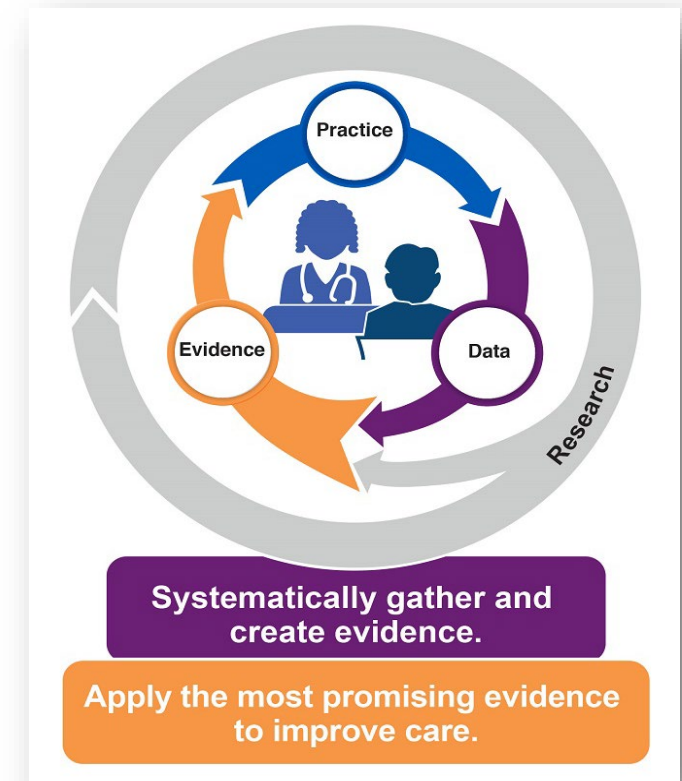 Practice
Evidence
Data
Research
Systematically gather and
create evidence.
Apply the most promising evidence
to improve care.